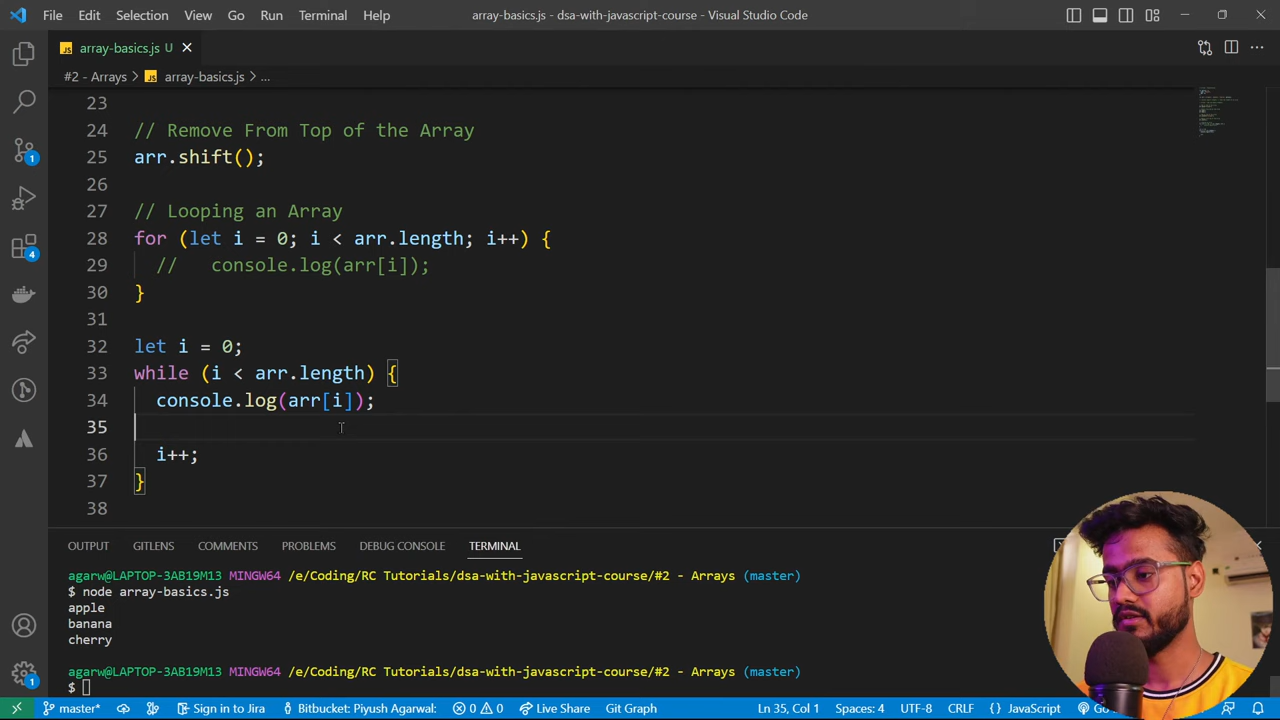 File Edit Selection View Go Run Terminal Help array-basics.js - dsa-with-javascript-course - Visual Studio Code
JS array-basics.js U
#2 - Arrays > JS array-basics.js > ...
23
24 // Remove From Top of the Array
25 arr.shift();
26
27 // Looping an Array
28 for (let i = 0; i < arr.length; i++) {
29 //   console.log(arr[i]);
30 }
31
32 let i = 0;
33 while (i < arr.length) {
34 console.log(arr[i]);
35
36 i++;
37 }
38
OUTPUT GITLENS COMMENTS PROBLEMS DEBUG CONSOLE TERMINAL
agarw@LAPTOP-3AB19M13 MINGW64 /e/Coding/RC Tutorials/dsa-with-javascript-course/#2 - Arrays (master)
$ node array-basics.js
apple
banana
cherry
agarw@LAPTOP-3AB19M13 MINGW64 /e/Coding/RC Tutorials/dsa-with-javascript-course/#2 - Arrays (master)
$
1
4
1
master* Sign in to Jira Bitbucket: Piyush Agarwal: 0 0 Live Share Git Graph Ln 35, Col 1 Spaces: 4 UTF-8 CRLF {} JavaScript Go